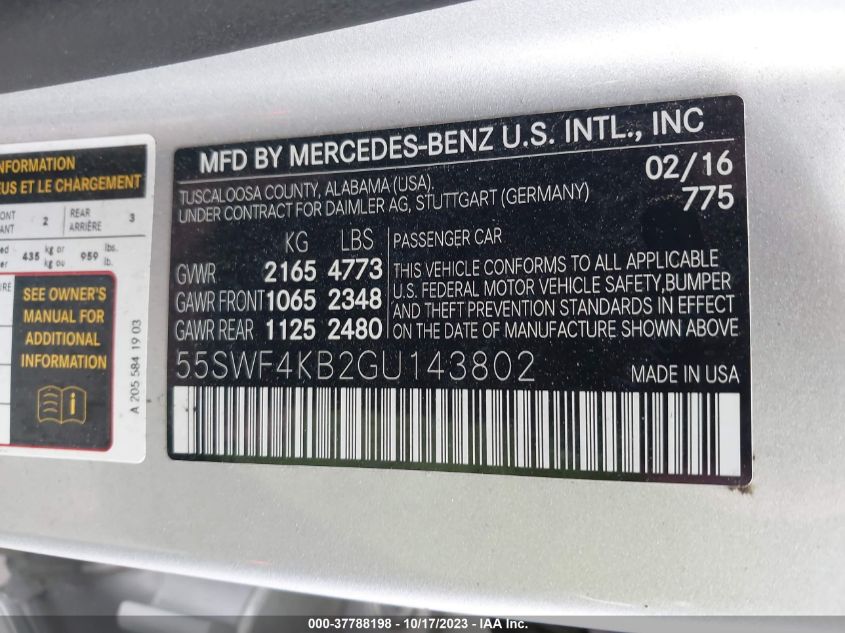 INFORMATION
US ET LE CHARGEMENT
2 REAR ARRIÈRE 3
435 kg or kg ou 959 lbs. lb.
SEE OWNER'S
MANUAL FOR
ADDITIONAL
INFORMATION
A 205 584 19 03
MFD BY MERCEDES-BENZ U.S. INTL., INC
TUSCALOOSA COUNTY, ALABAMA (USA). 02/16
UNDER CONTRACT FOR DAIMLER AG, STUTTGART (GERMANY) 775
KG LBS PASSENGER CAR
GVWR 2165 4773
GAWR FRONT 1065 2348
GAWR REAR 1125 2480
THIS VEHICLE CONFORMS TO ALL APPLICABLE
U.S. FEDERAL MOTOR VEHICLE SAFETY, BUMPER
AND THEFT PREVENTION STANDARDS IN EFFECT
ON THE DATE OF MANUFACTURE SHOWN ABOVE
55SWF4KB2GU143802 MADE IN USA
000-37788198 - 10/17/2023 - IAA Inc.